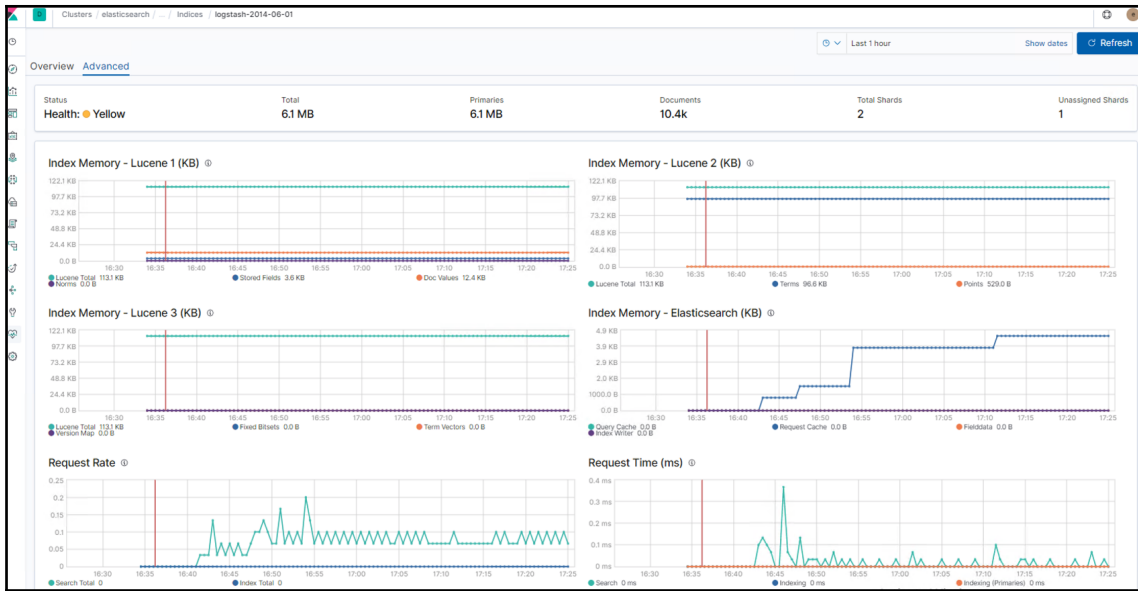 D Clusters / elasticsearch / ... / Indices / logstash-2014-06-01
Last 1 hour Show dates Refresh
Overview Advanced
Status Total Primaries Documents Total Shards Unassigned Shards
Health: Yellow 6.1 MB 6.1 MB 10.4k 2 1
Index Memory - Lucene 1 (KB)
122.1 KB
97.7 KB
73.2 KB
48.8 KB
24.4 KB
0.0 B
16:30 16:35 16:40 16:45 16:50 16:55 17:00 17:05 17:10 17:15 17:20 17:25
Lucene Total 113.1 KB Stored Fields 3.6 KB Doc Values 12.4 KB
Norms 0.0 B
Index Memory - Lucene 2 (KB)
122.1 KB
97.7 KB
73.2 KB
48.8 KB
24.4 KB
0.0 B
16:30 16:35 16:40 16:45 16:50 16:55 17:00 17:05 17:10 17:15 17:20 17:25
Lucene Total 113.1 KB Terms 96.6 KB Points 529.0 B
Index Memory - Lucene 3 (KB)
122.1 KB
97.7 KB
73.2 KB
48.8 KB
24.4 KB
0.0 B
16:30 16:35 16:40 16:45 16:50 16:55 17:00 17:05 17:10 17:15 17:20 17:25
Lucene Total 113.1 KB Fixed Bitsets 0.0 B Term Vectors 0.0 B
Version Map 0.0 B
Index Memory - Elasticsearch (KB)
4.9 KB
3.9 KB
2.9 KB
2.0 KB
1000.0 B
0.0 B
16:30 16:35 16:40 16:45 16:50 16:55 17:00 17:05 17:10 17:15 17:20 17:25
Query Cache 0.0 B Request Cache 0.0 B Fielddata 0.0 B
Index Writer 0.0 B
Request Rate
0.25
0.2
0.15
0.1
0.05
0
16:30 16:35 16:40 16:45 16:50 16:55 17:00 17:05 17:10 17:15 17:20 17:25
Search Total 0 Index Total 0
Request Time (ms)
0.4 ms
0.3 ms
0.2 ms
0.1 ms
0 ms
16:30 16:35 16:40 16:45 16:50 16:55 17:00 17:05 17:10 17:15 17:20 17:25
Search 0 ms Indexing 0 ms Indexing (Primaries) 0 ms